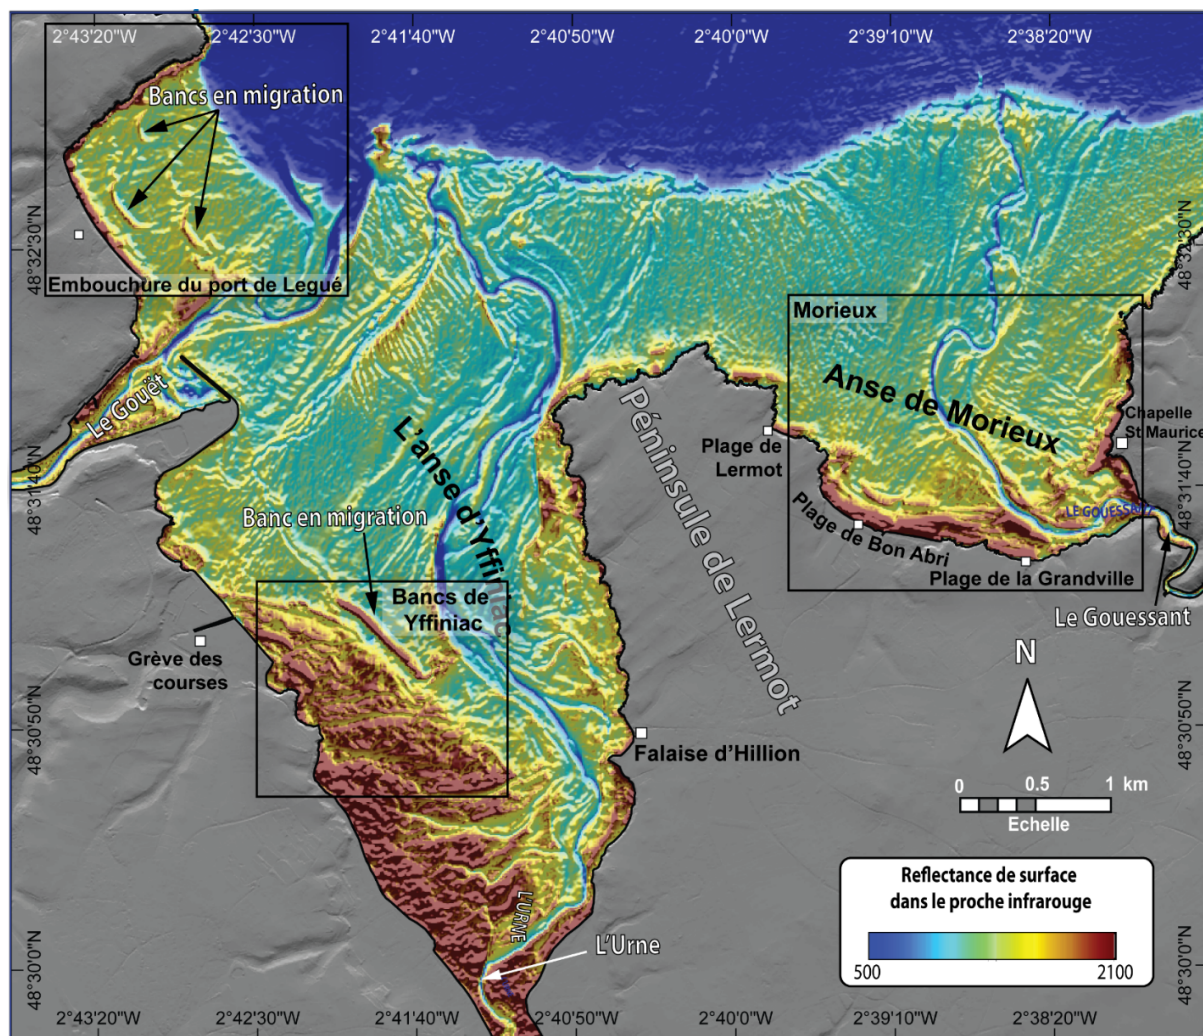 2°43'20"W
2°42'30"W
2°41'40"W
2°40'50"W
2°40'0"W
2°39'10"W
2°38'20"W
Bancs en migration
48°32'30"N
48°32'30"N
Embouchure du port de Legué
Morieux
Le Gouët
L'anse d'Yffiniac
Péninsule de Lermot
Anse de Morieux
Plage de
Lermot
Chapelle
St Maurice
48°31'40"N
48°31'40"N
Banc en migration
Plage de Bon Abri
LE GOUESSANT
Plage de la Grandville
Bancs de
Yffiniac
Le Gouessant
Grève des
courses
N
48°30'50"N
48°30'50"N
Falaise d'Hillion
0 0.5 1 km
Echelle
Reflectance de surface
dans le proche infrarouge
500 2100
L'URNE
L'Urne
48°30'0"N
48°30'0"N
2°43'20"W
2°42'30"W
2°41'40"W
2°40'50"W
2°40'0"W
2°39'10"W
2°38'20"W